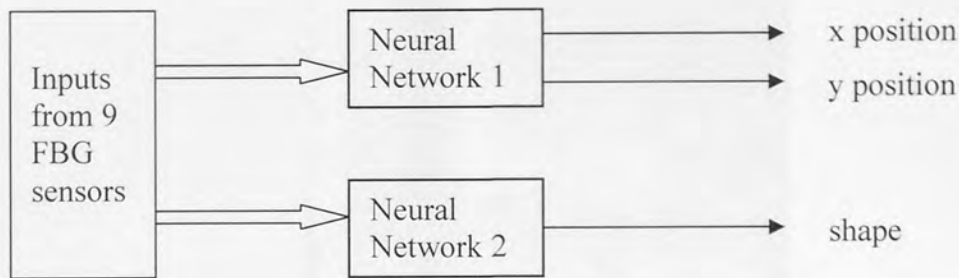 Inputs
from 9
FBG
sensors
Neural
Network 1
x position
y position
Neural
Network 2
shape